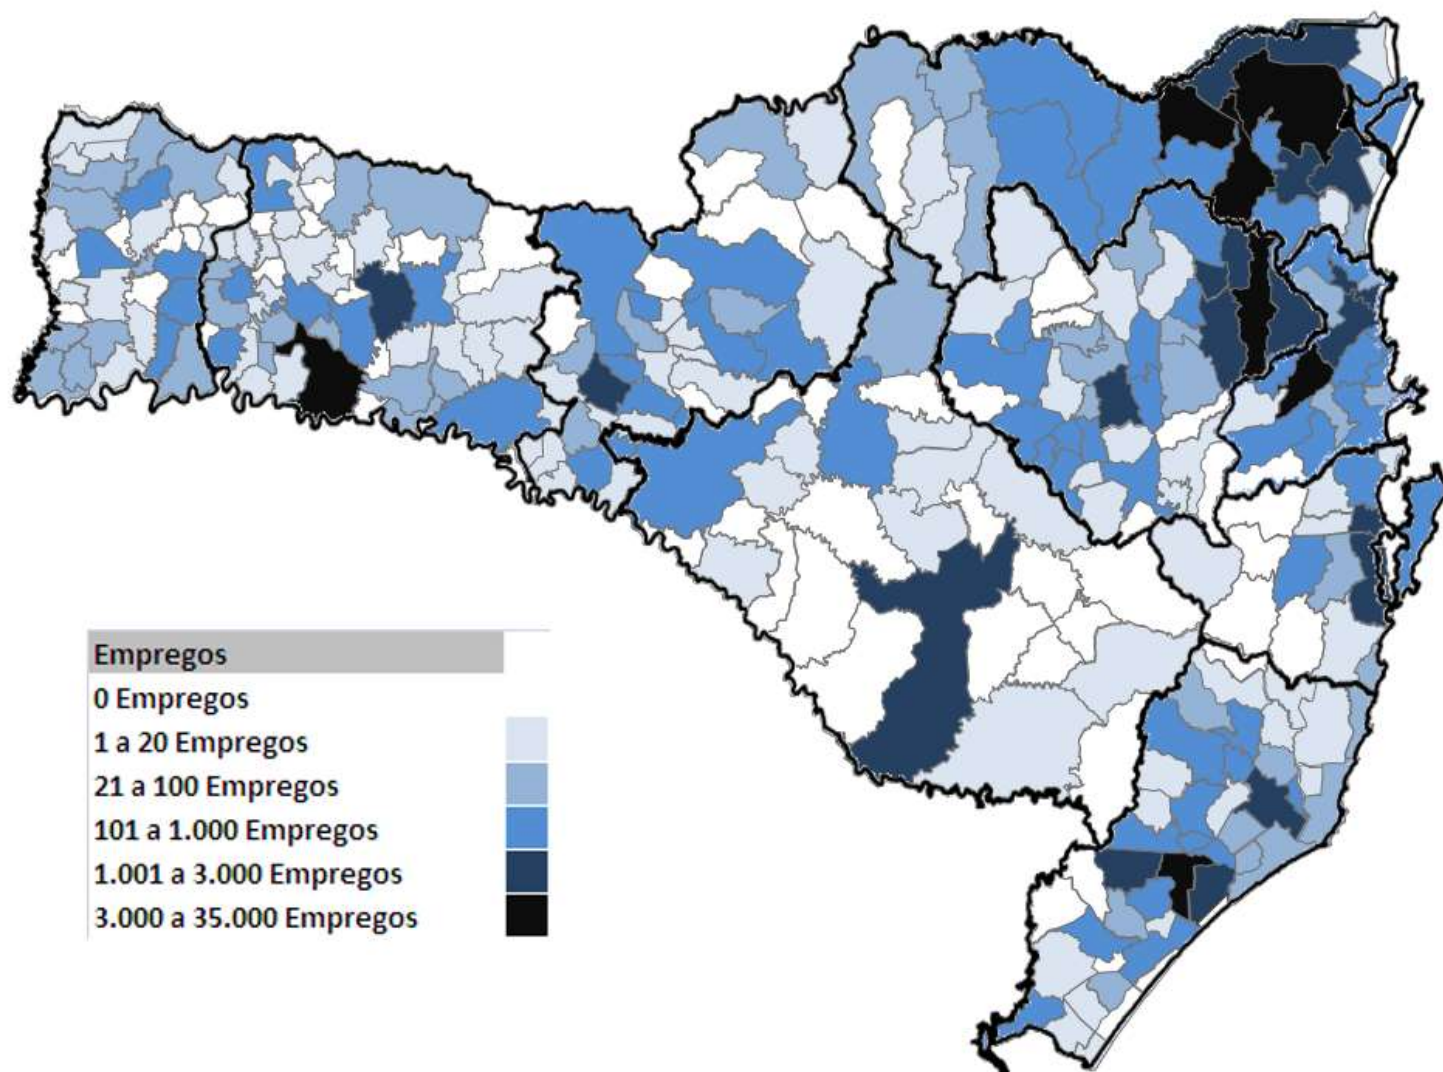 Empregos
0 Empregos
1 a 20 Empregos
21 a 100 Empregos
101 a 1.000 Empregos
1.001 a 3.000 Empregos
3.000 a 35.000 Empregos